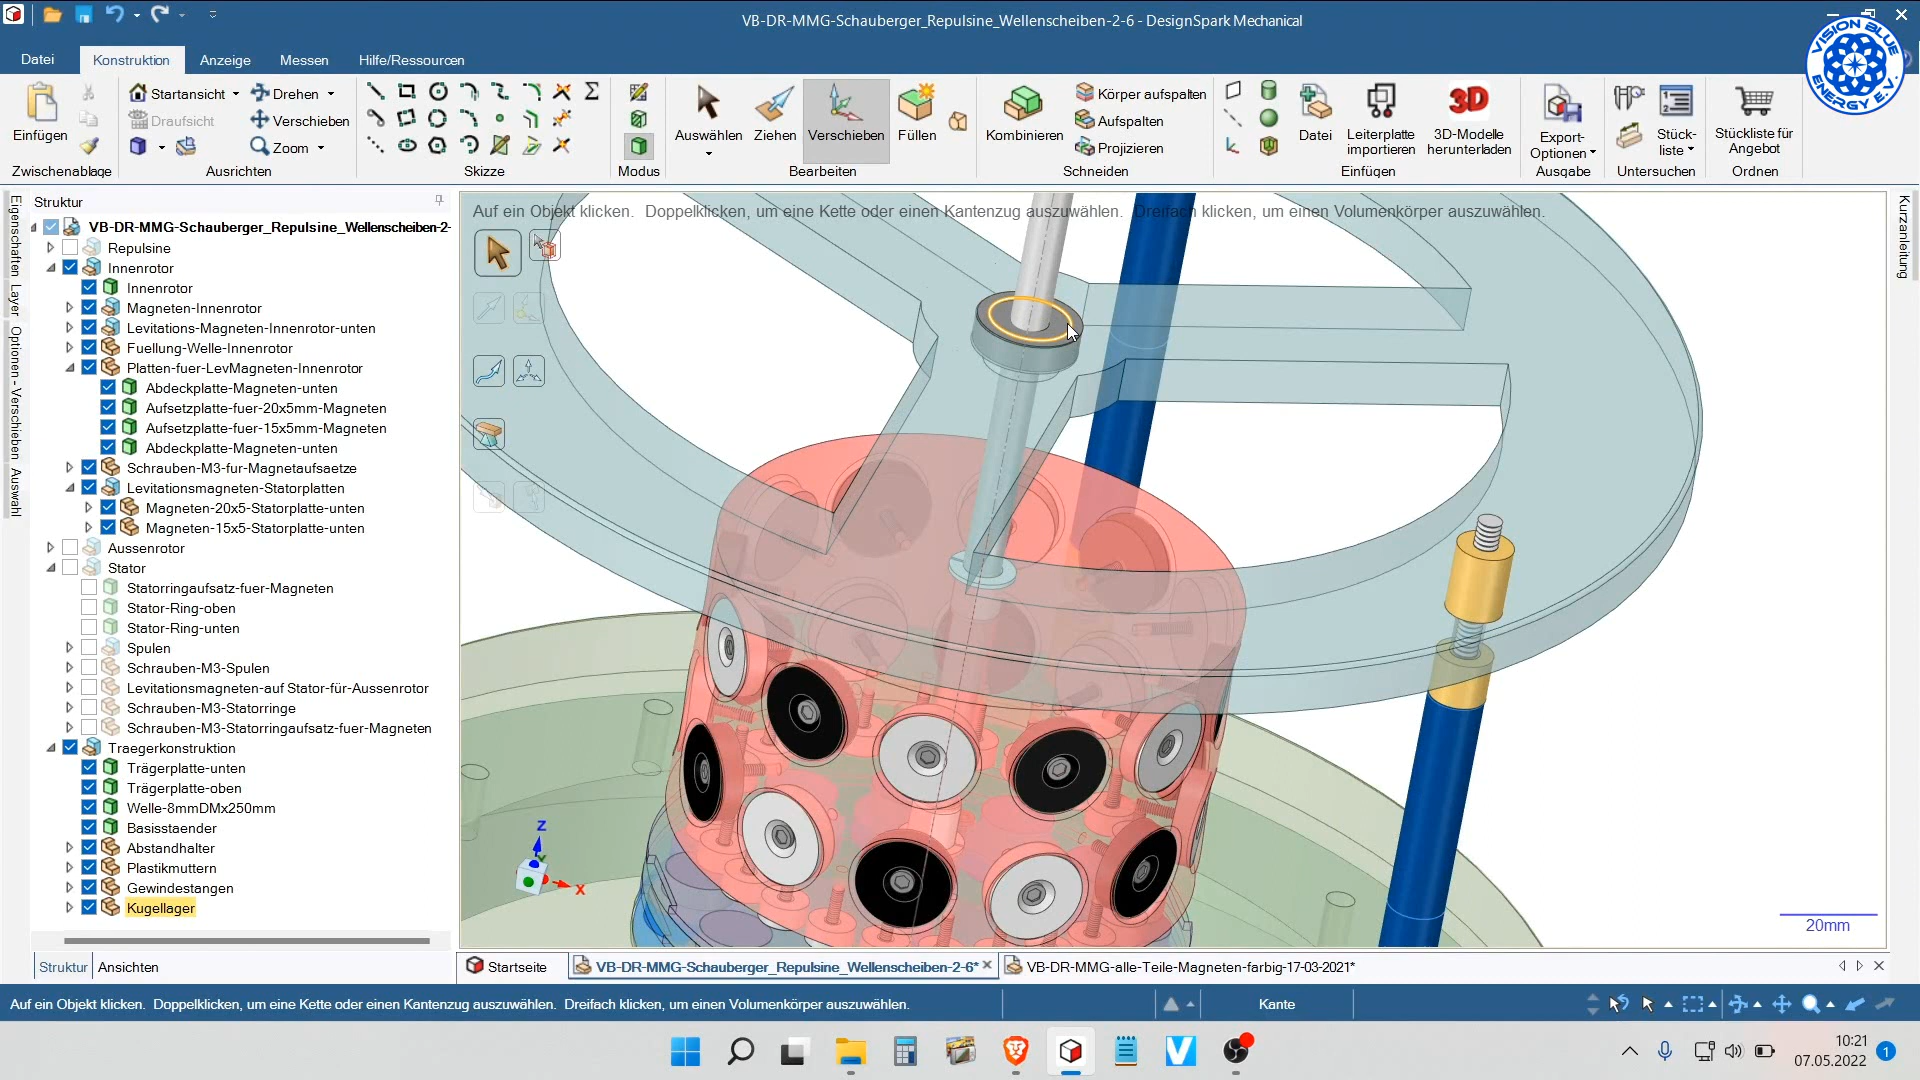 VB-DR-MMG-Schauberger_Repulsine_Wellenscheiben-2-6 - DesignSpark Mechanical
VISION BLUE ENERGY E.V.
Datei
Konstruktion
Anzeige
Messen
Hilfe/Ressourcen
Einfügen
Zwischenablage
Startansicht
Draufsicht
Drehen
Verschieben
Zoom
Ausrichten
Skizze
Modus
Auswählen
Ziehen
Verschieben
Füllen
Bearbeiten
Kombinieren
Körper aufspalten
Aufspalten
Projizieren
Schneiden
Datei
Leiterplatte
importieren
3D
3D-Modelle
herunterladen
Einfügen
Export-
Optionen
Ausgabe
Stück-
liste
Untersuchen
Stückliste für
Angebot
Ordnen
Eigenschaften
Layer
Optionen - Verschieben
Auswahl
Struktur
VB-DR-MMG-Schauberger_Repulsine_Wellenscheiben-2-
Repulsine
Innenrotor
Innenrotor
Magneten-Innenrotor
Levitations-Magneten-Innenrotor-unten
Fuellung-Welle-Innenrotor
Platten-fuer-LevMagneten-Innenrotor
Abdeckplatte-Magneten-unten
Aufsetzplatte-fuer-20x5mm-Magneten
Aufsetzplatte-fuer-15x5mm-Magneten
Abdeckplatte-Magneten-unten
Schrauben-M3-fur-Magnetaufsaetze
Levitationsmagneten-Statorplatten
Magneten-20x5-Statorplatte-unten
Magneten-15x5-Statorplatte-unten
Aussenrotor
Stator
Statorringaufsatz-fuer-Magneten
Stator-Ring-oben
Stator-Ring-unten
Spulen
Schrauben-M3-Spulen
Levitationsmagneten-auf Stator-für-Aussenrotor
Schrauben-M3-Statorringe
Schrauben-M3-Statorringaufsatz-fuer-Magneten
Traegerkonstruktion
Trägerplatte-unten
Trägerplatte-oben
Welle-8mmDMx250mm
Basisstaender
Abstandhalter
Plastikmuttern
Gewindestangen
Kugellager
Struktur
Ansichten
Auf ein Objekt klicken. Doppelklicken, um eine Kette oder einen Kantenzug auszuwählen. Dreifach klicken, um einen Volumenkörper auszuwählen.
Z
X
20mm
Kurzanleitung
Startseite
VB-DR-MMG-Schauberger_Repulsine_Wellenscheiben-2-6*
VB-DR-MMG-alle-Teile-Magneten-farbig-17-03-2021*
Auf ein Objekt klicken. Doppelklicken, um eine Kette oder einen Kantenzug auszuwählen. Dreifach klicken, um einen Volumenkörper auszuwählen.
Kante
10:21
07.05.2022
1